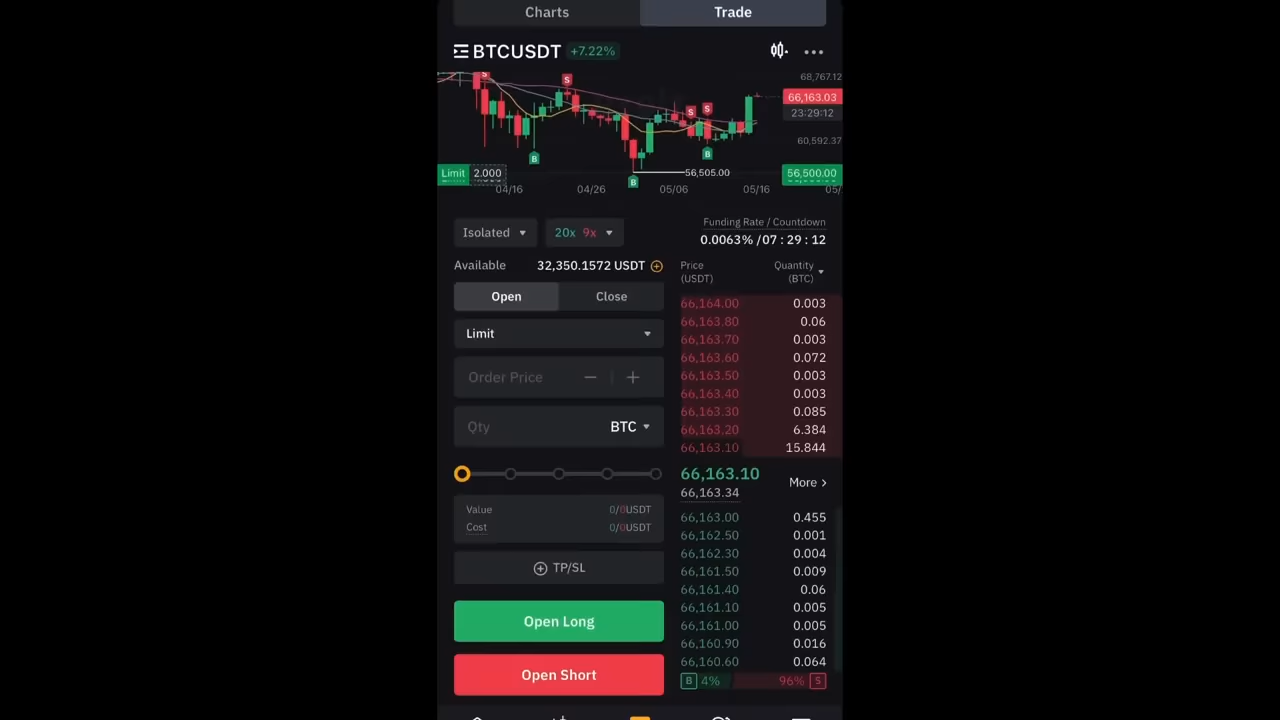 Charts Trade
BTCUSDT +7.22%
68,767.12
S S S S
66,163.03
23:29:12
60,592.37
B B B
Limit 2.000 56,505.00 56,500.00
04/16 04/26 05/06 05/16 05/
Isolated 20x 9x
Funding Rate / Countdown
0.0063% /07 : 29 : 12
Available 32,350.1572 USDT
Price (USDT) Quantity (BTC)
Open Close
Limit
Order Price
Qty BTC
Value 0/0USDT
Cost 0/0USDT
TP/SL
Open Long
Open Short
66,164.00 0.003
66,163.80 0.06
66,163.70 0.003
66,163.60 0.072
66,163.50 0.003
66,163.40 0.003
66,163.30 0.085
66,163.20 6.384
66,163.10 15.844
66,163.10
66,163.34
More >
66,163.00 0.455
66,162.50 0.001
66,162.30 0.004
66,161.50 0.009
66,161.40 0.06
66,161.10 0.005
66,161.00 0.005
66,160.90 0.016
66,160.60 0.064
B 4% 96% S